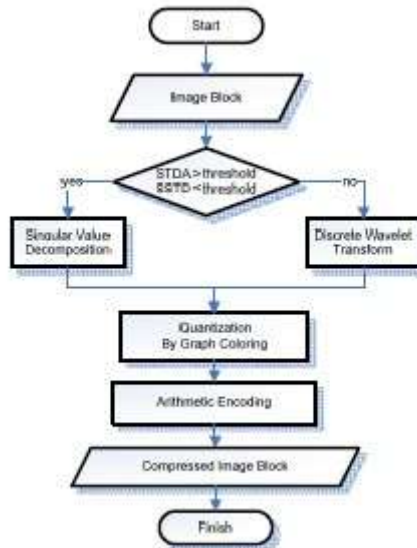 Start
Image Block
STDA>threshold
SSTD<threshold
yes
no
Singular Value
Decomposition
Discrete Wavelet
Transform
Quantization
By Graph Coloring
Arithmetic Encoding
Compressed Image Block
Finish